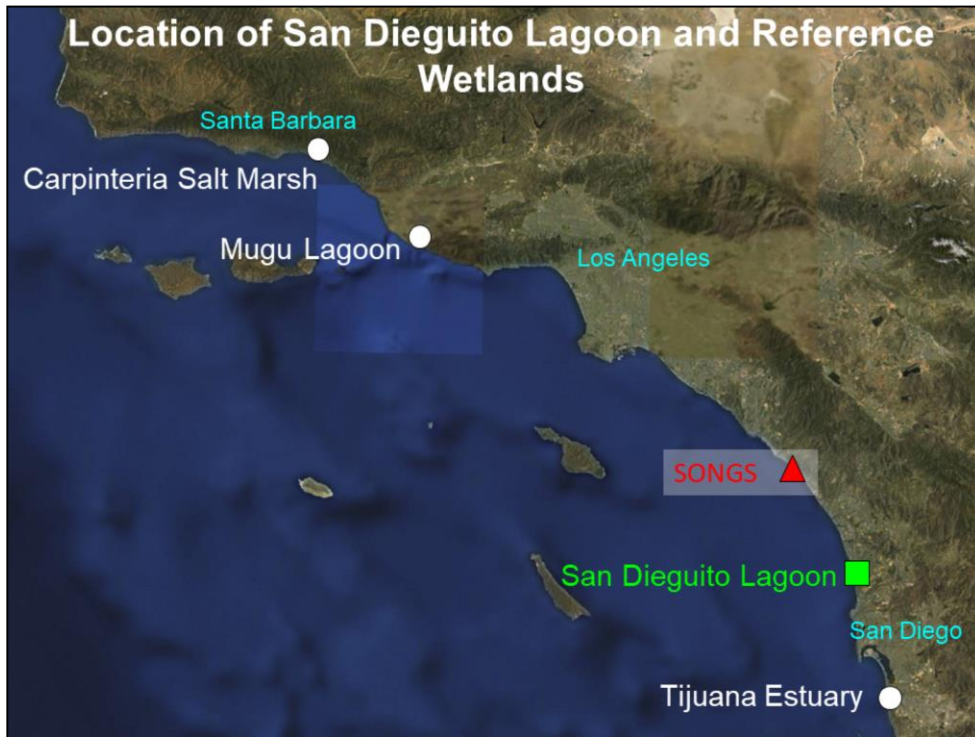 Location of San Dieguito Lagoon and Reference
Wetlands
Santa Barbara
Carpinteria Salt Marsh
Mugu Lagoon
Los Angeles
SONGS
San Dieguito Lagoon
San Diego
Tijuana Estuary